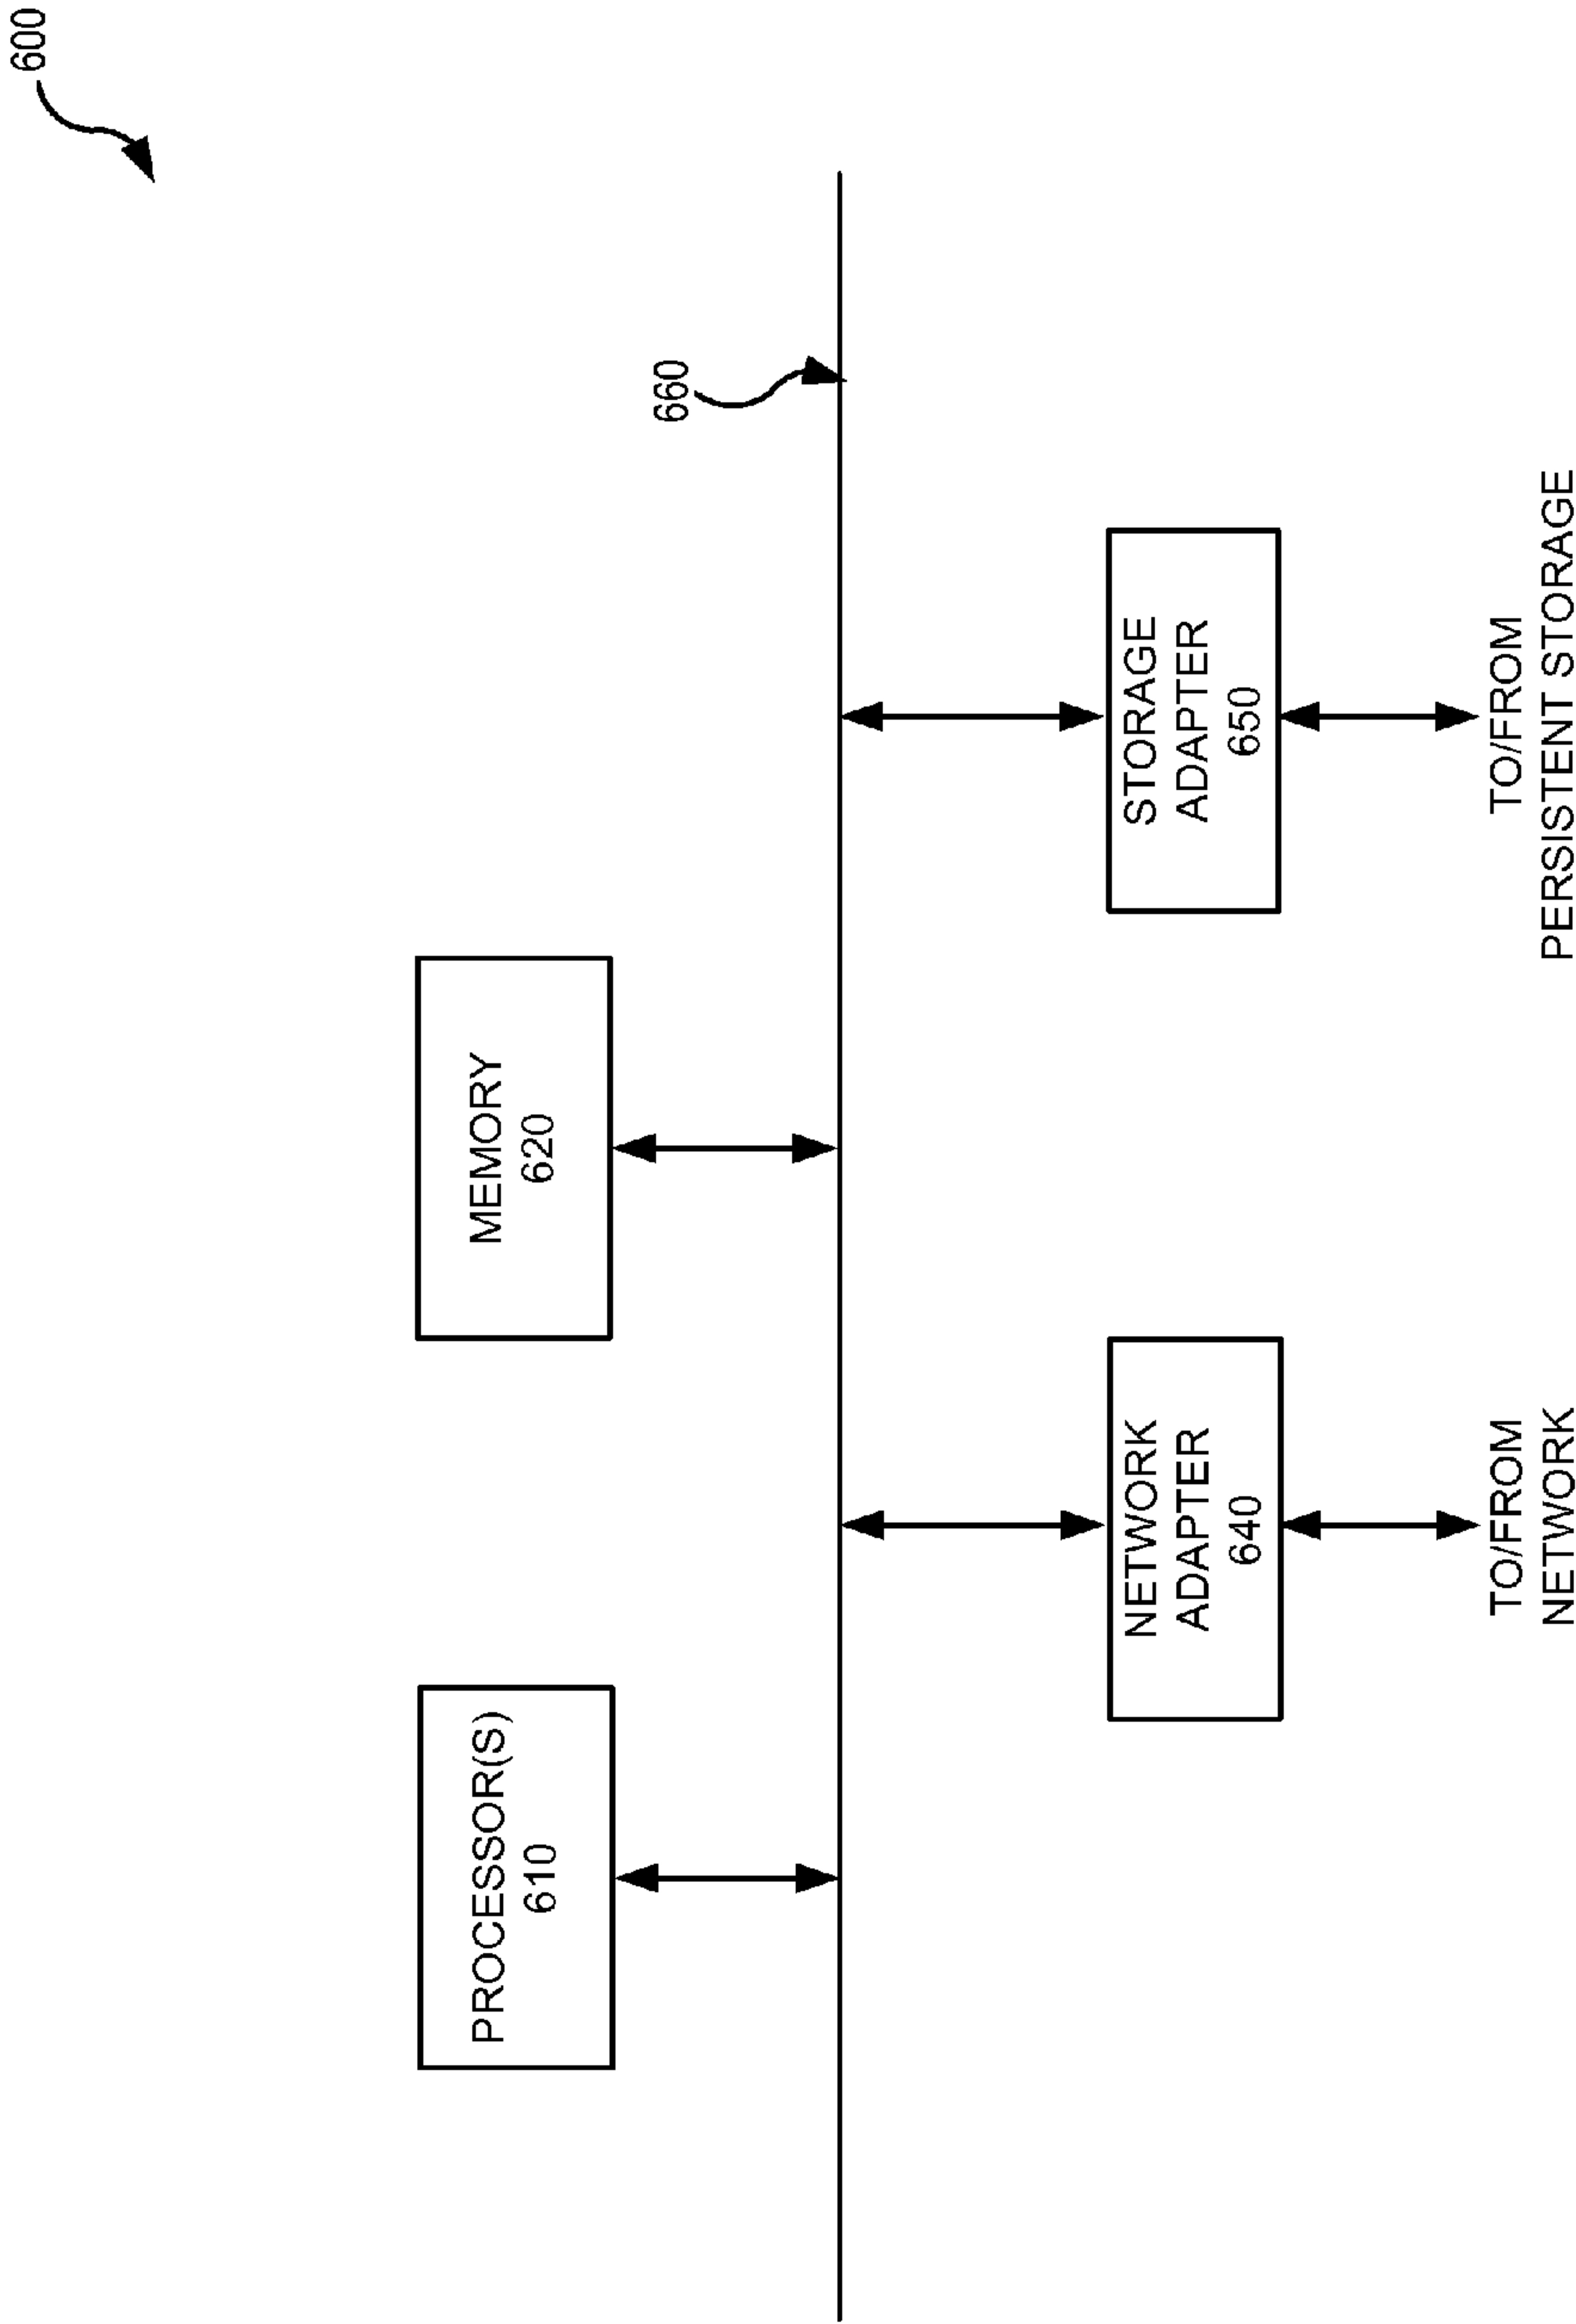 600
PROCESSOR(S)
610
MEMORY
620
660
NETWORK
ADAPTER
640
STORAGE
ADAPTER
650
TO/FROM
NETWORK
TO/FROM
PERSISTENT STORAGE